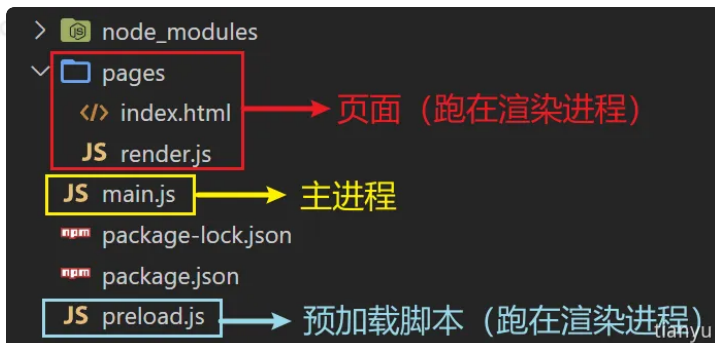 node_modules
pages
</> index.html
页面（跑在渲染进程）
JS render.js
JS main.js
主进程
npm package-lock.json
npm package.json
JS preload.js
预加载脚本（跑在渲染进程）
tianyu